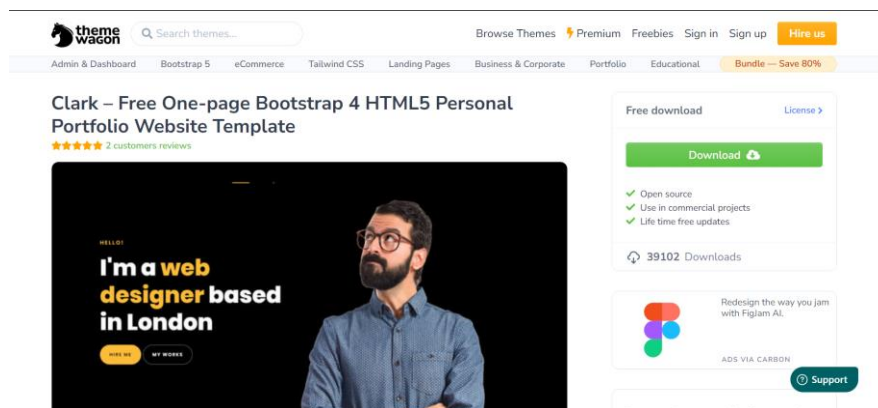 theme
wagon
Search themes...
Browse Themes
Premium
Freebies
Sign in
Sign up
Hire us
Admin & Dashboard
Bootstrap 5
eCommerce
Tailwind CSS
Landing Pages
Business & Corporate
Portfolio
Educational
Bundle — Save 80%
Clark – Free One-page Bootstrap 4 HTML5 Personal
Portfolio Website Template
2 customers reviews
HELLO!
I'm a web
designer based
in London
HIRE ME
MY WORKS
Free download
License
Download
Open source
Use in commercial projects
Life time free updates
39102 Downloads
Redesign the way you jam
with FigJam AI.
ADS VIA CARBON
Support